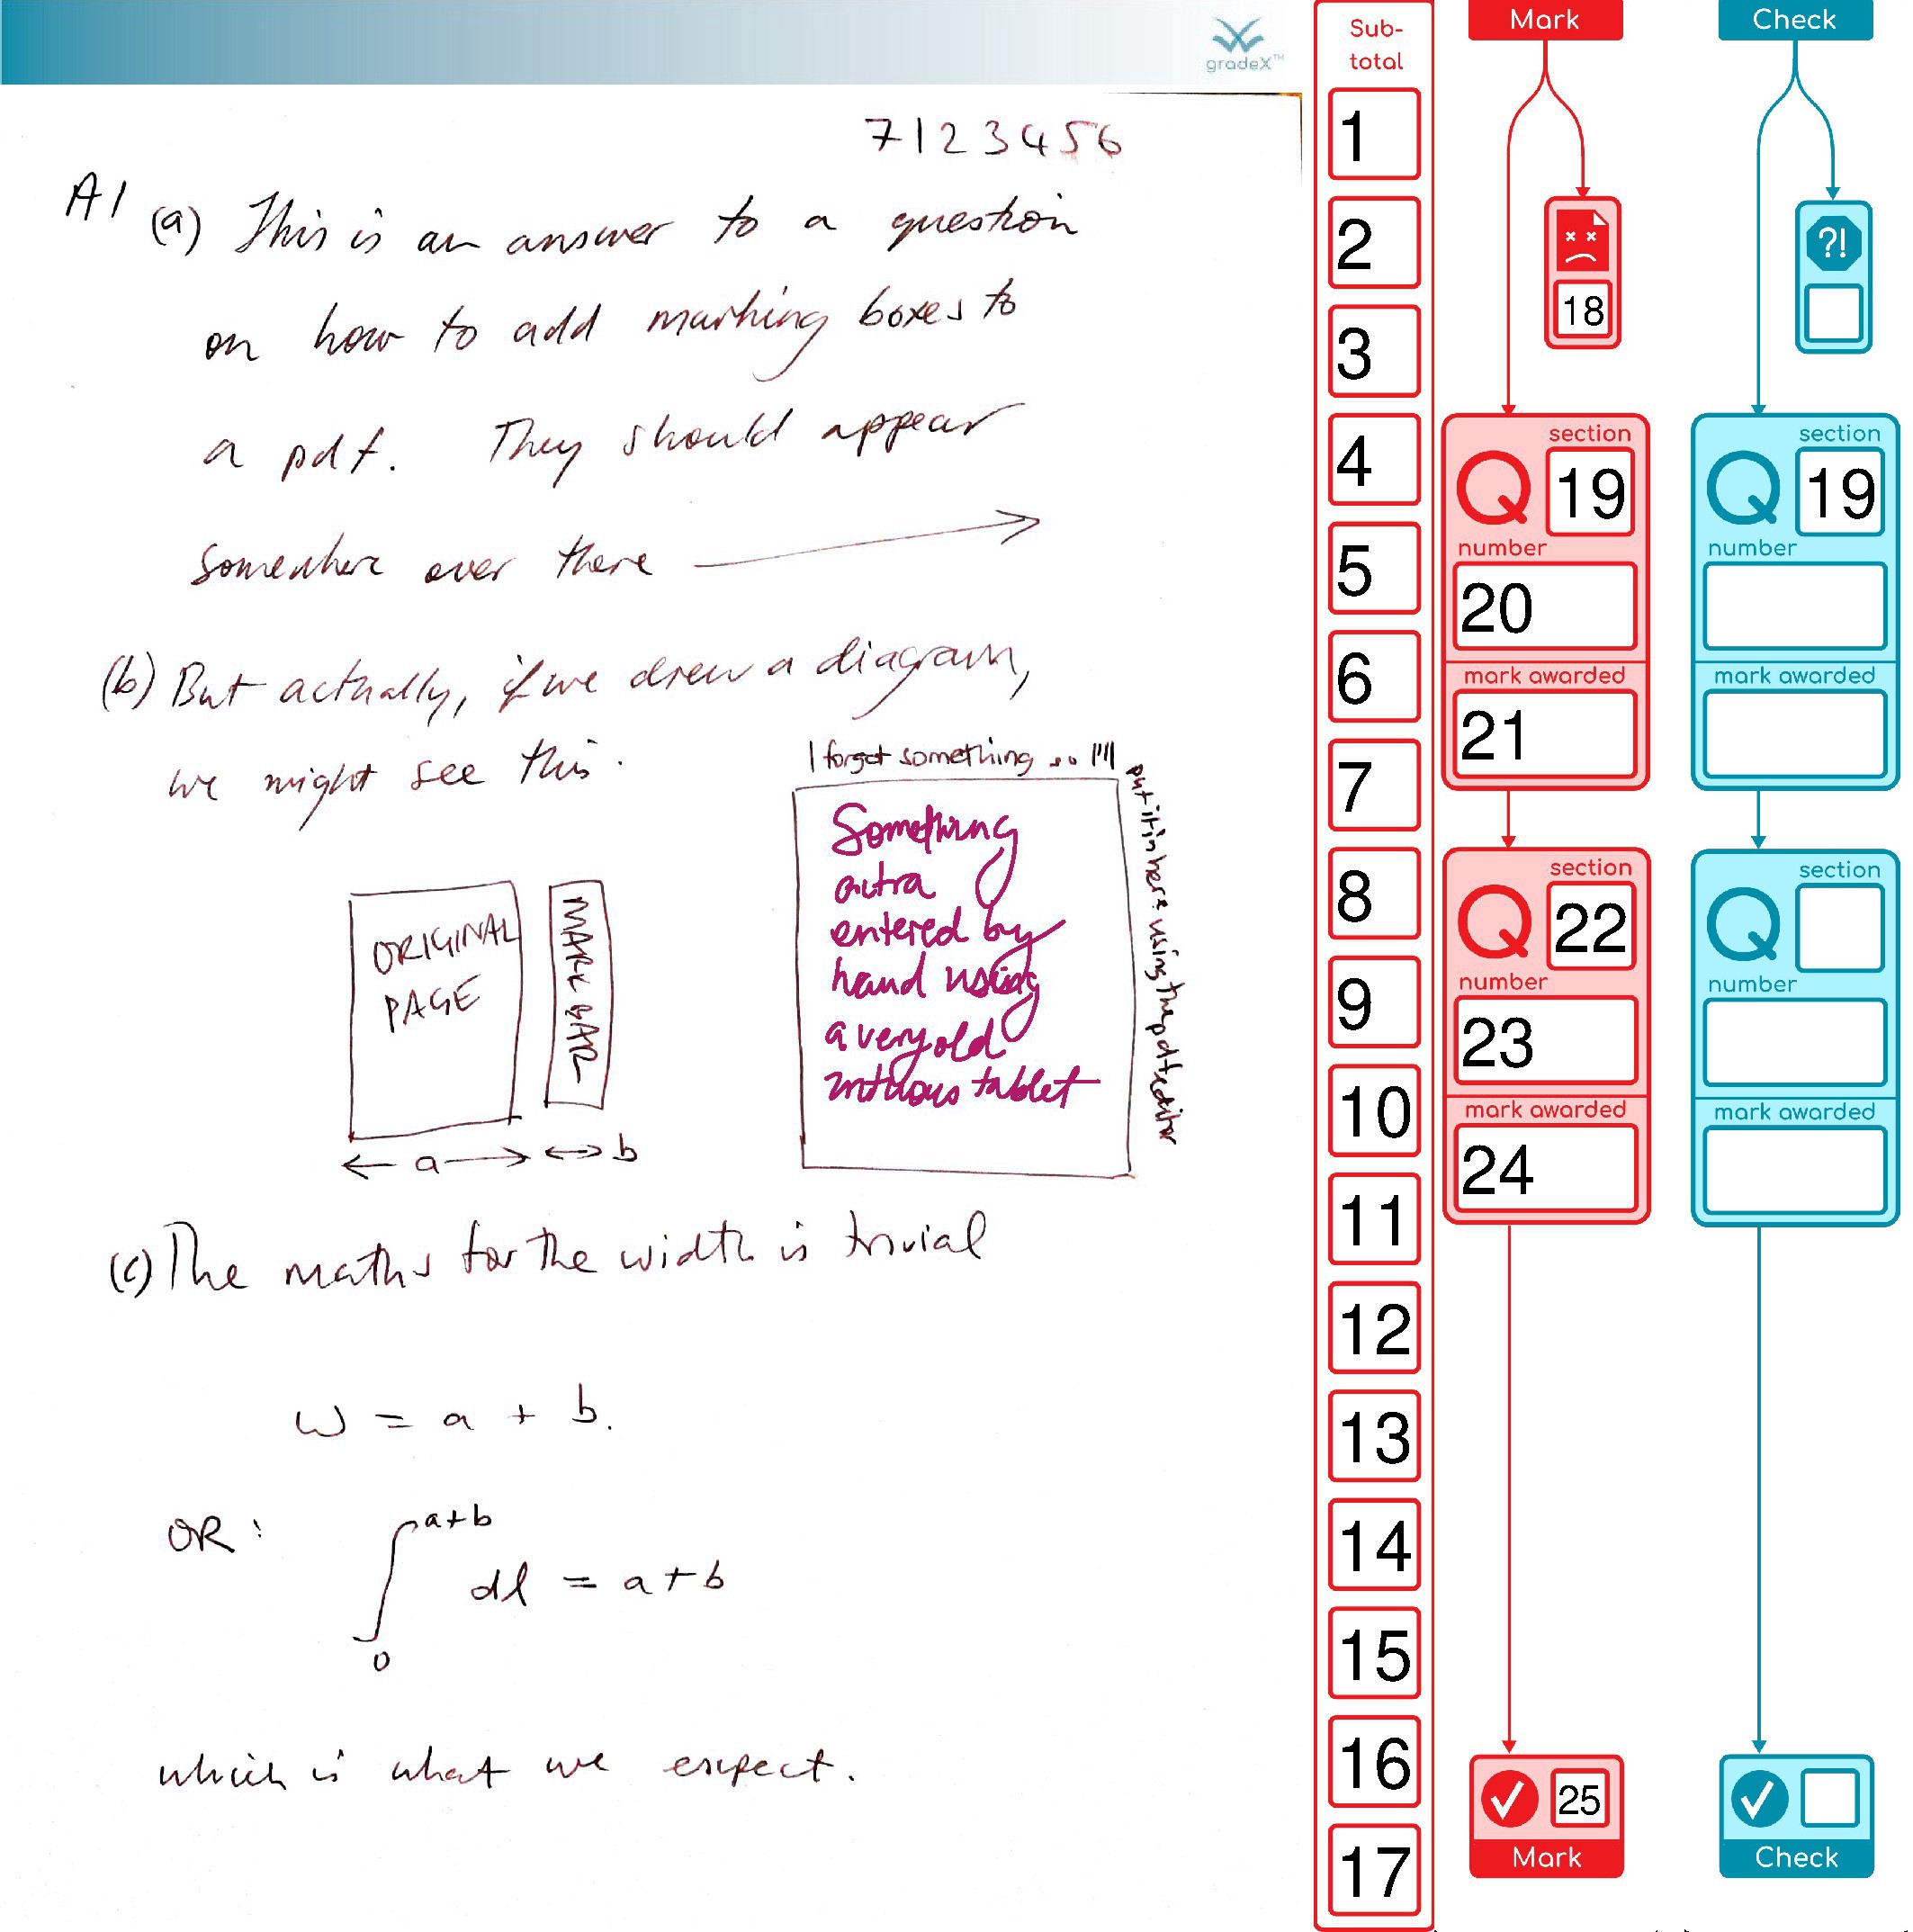 gradeX™
7123456
A1 (a) This is an answer to a question
on how to add marking boxes to
a pdf. They should appear
somewhere over there
(b) But actually, if we drew a diagram,
we might see this.
ORIGINAL
PAGE
MARK BAR
a
b
I forgot something so I'll
put it in here using the pdf editor
Something
extra
entered by
hand using
a very old
intuous tablet
(c) The maths for the width is trivial
w = a + b.
OR: ∫₀ᵃ⁺ᵇ dl = a+b
which is what we expect.
Sub-
total
1
2
3
4
5
6
7
8
9
10
11
12
13
14
15
16
17
Mark
18
section
Q 19
number
20
mark awarded
21
section
Q 22
number
23
mark awarded
24
25
Mark
Check
?!
section
Q 19
number
mark awarded
section
Q
number
mark awarded
Check